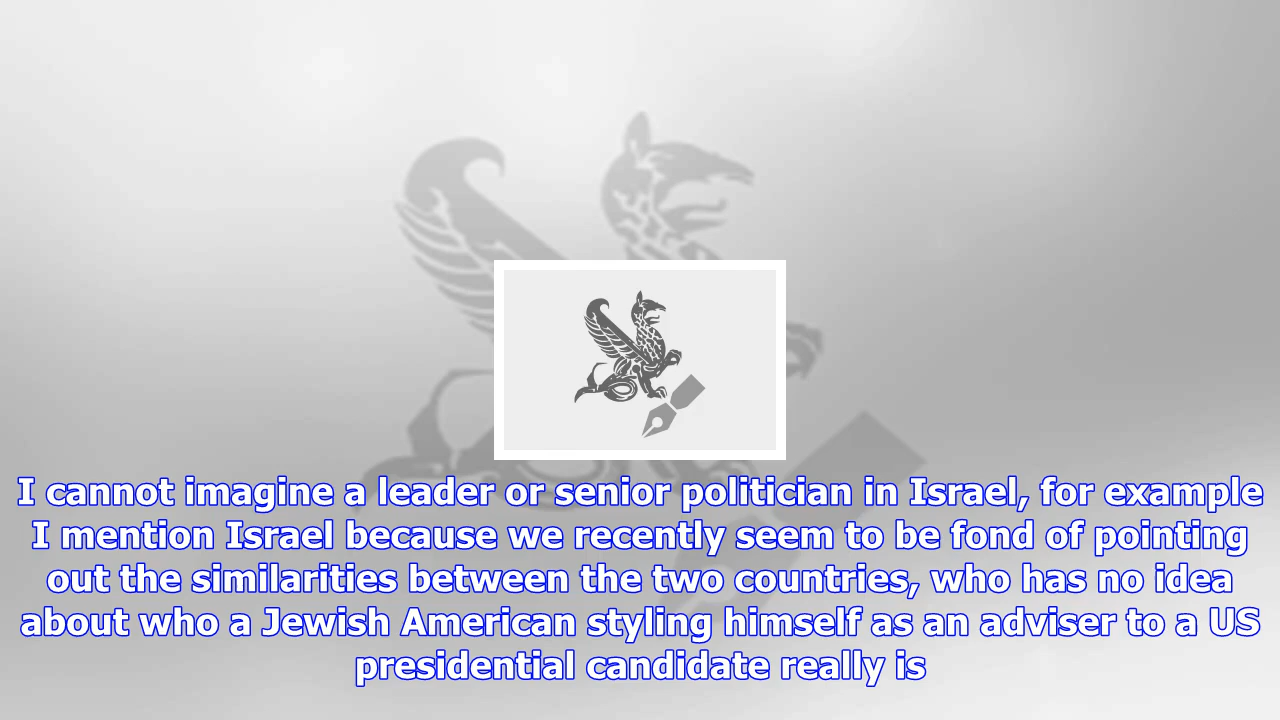 I cannot imagine a leader or senior politician in Israel, for example
I mention Israel because we recently seem to be fond of pointing
out the similarities between the two countries, who has no idea
about who a Jewish American styling himself as an adviser to a US
presidential candidate really is